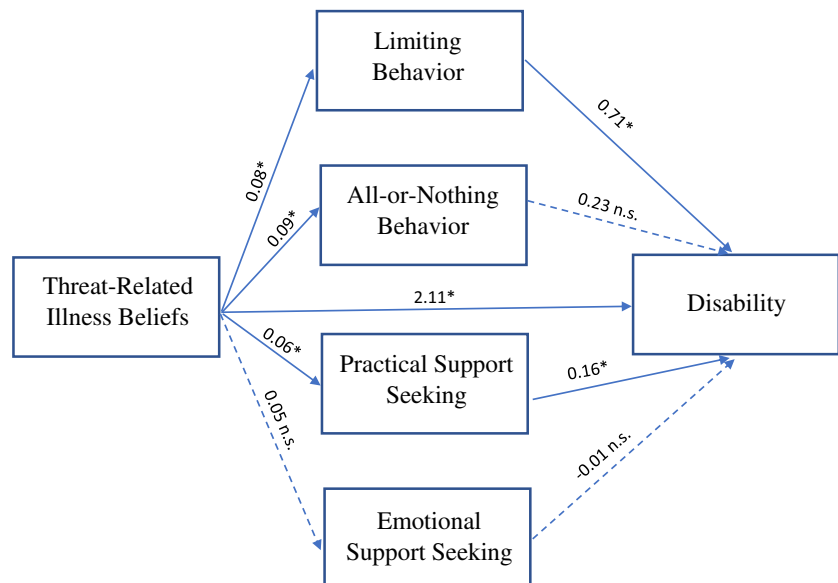 Limiting
Behavior
0.71*
0.08*
All-or-Nothing
Behavior
0.23 n.s.
0.09*
Threat-Related
Illness Beliefs
2.11*
Disability
0.06*
Practical Support
Seeking
0.16*
0.05 n.s.
-0.01 n.s.
Emotional
Support Seeking